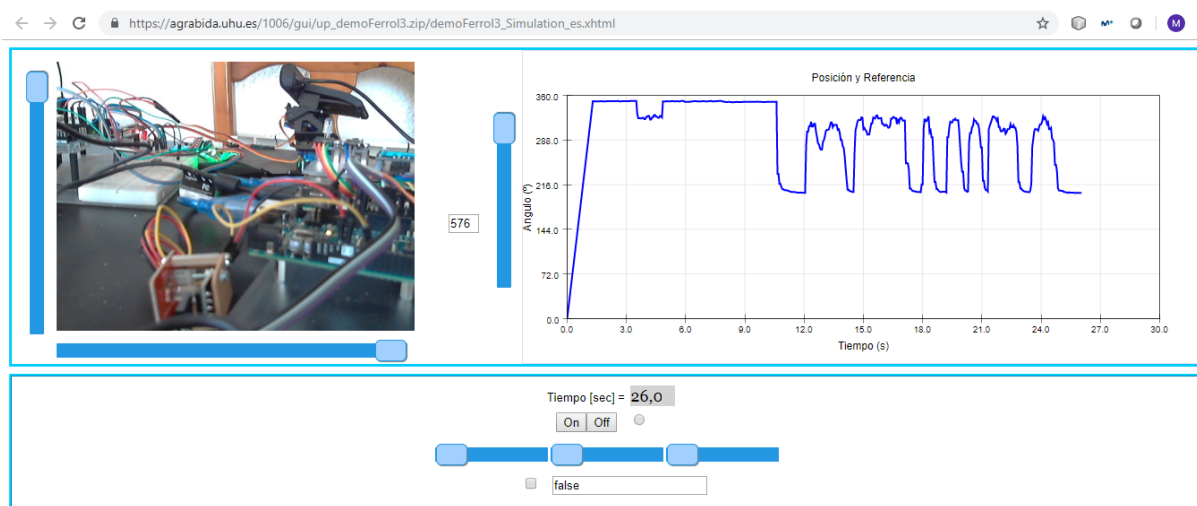 https://agrabida.uhu.es/1006/gui/up_demoFerrol3.zip/demoFerrol3_Simulation_es.xhtml
M+
M
576
Posición y Referencia
Angulo (º)
360.0
288.0
216.0
144.0
72.0
0.0
0.0 3.0 6.0 9.0 12.0 15.0 18.0 21.0 24.0 27.0 30.0
Tiempo (s)
Tiempo [sec] = 26,0
On Off
false